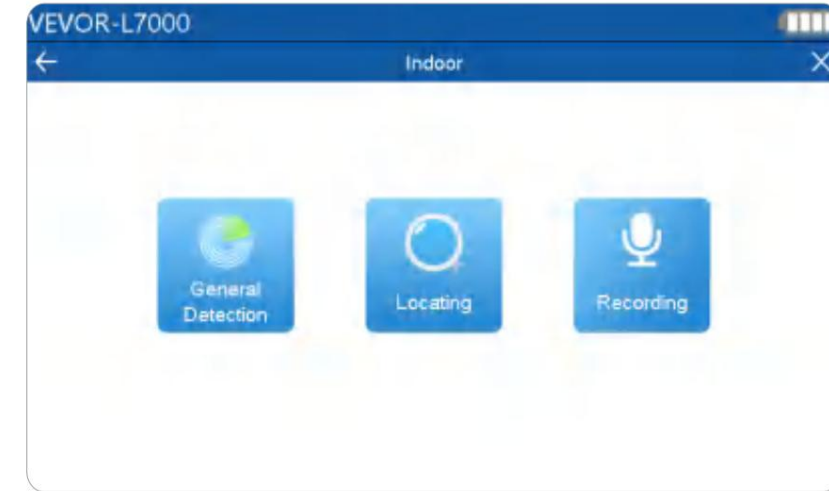 VEVOR-L7000
Indoor
General
Detection
Locating
Recording